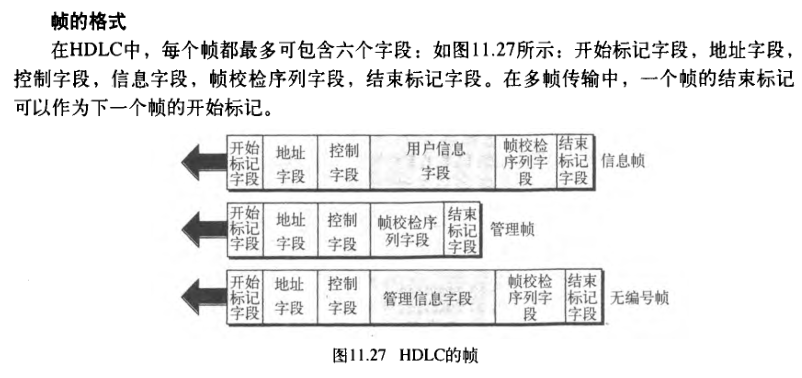 帧的格式
在HDLC中，每个帧都最多可包含六个字段：如图11.27所示：开始标记字段，地址字段，
控制字段，信息字段，帧校检序列字段，结束标记字段。在多帧传输中，一个帧的结束标记
可以作为下一个帧的开始标记。
开始
标记
字段
地址
字段
控制
字段
用户信息
字段
帧校检
序列字
段
结束
标记
字段
信息帧
开始
标记
字段
地址
字段
控制
字段
帧校检序
列字段
结束
标记
字段
管理帧
开始
标记
字段
地址
字段
控制
字段
管理信息字段
帧校检
序列字
段
结束
标记
字段
无编号帧
图11.27 HDLC的帧